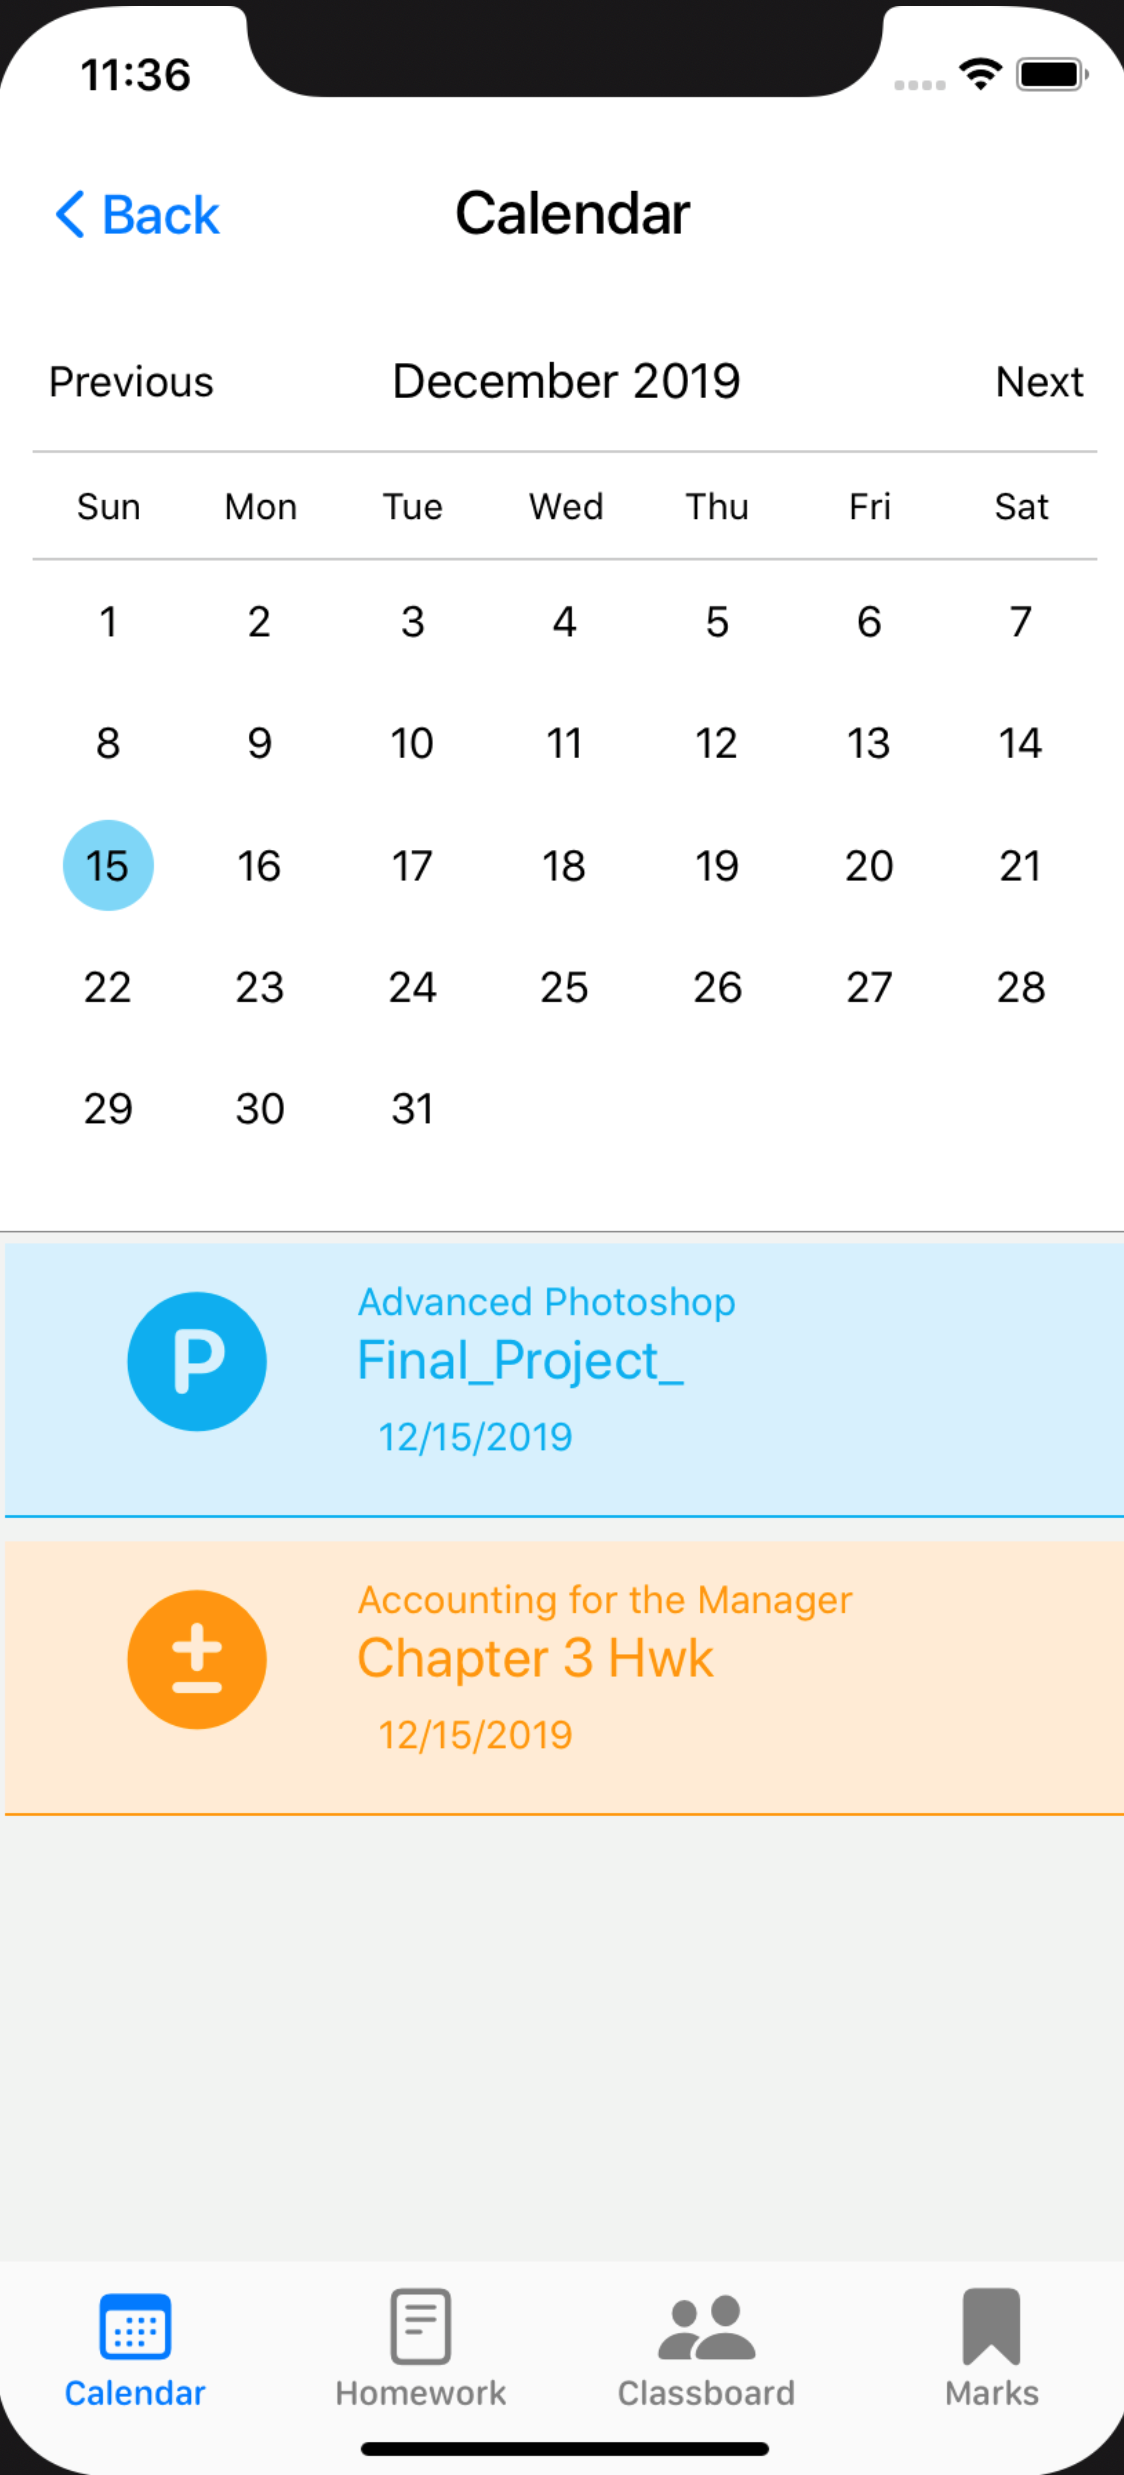 11:36
Back
Calendar
Previous December 2019 Next
Sun Mon Tue Wed Thu Fri Sat
1 2 3 4 5 6 7
8 9 10 11 12 13 14
15 16 17 18 19 20 21
22 23 24 25 26 27 28
29 30 31
P
Advanced Photoshop
Final_Project_
12/15/2019
±
Accounting for the Manager
Chapter 3 Hwk
12/15/2019
Calendar Homework Classboard Marks